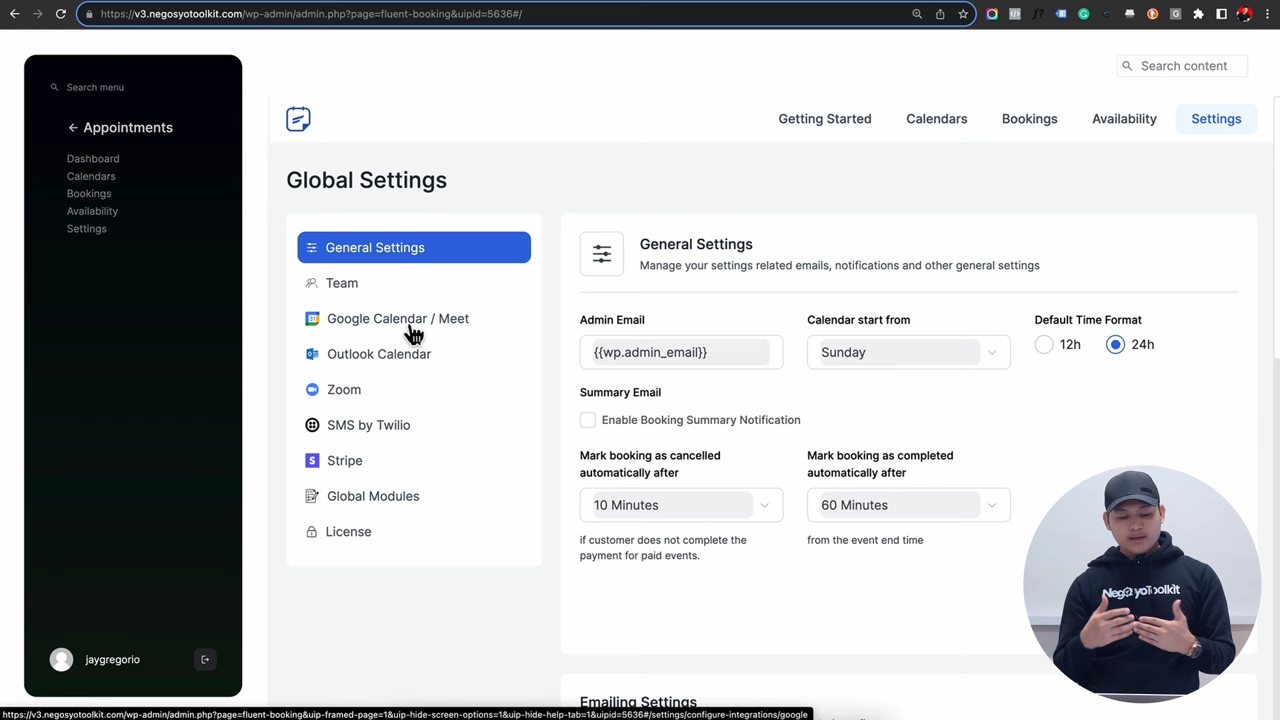 https://v3.negosyotoolkit.com/wp-admin/admin.php?page=fluent-booking&uipid=5636#/
Search menu
Appointments
Dashboard
Calendars
Bookings
Availability
Settings
jaygregorio
Search content
Getting Started
Calendars
Bookings
Availability
Settings
Global Settings
General Settings
Team
Google Calendar / Meet
Outlook Calendar
Zoom
SMS by Twilio
Stripe
Global Modules
License
General Settings
Manage your settings related emails, notifications and other general settings
Admin Email
{{wp.admin_email}}
Calendar start from
Sunday
Default Time Format
12h
24h
Summary Email
Enable Booking Summary Notification
Mark booking as cancelled
automatically after
10 Minutes
if customer does not complete the
payment for paid events.
Mark booking as completed
automatically after
60 Minutes
from the event end time
Emailing Settings
NegosyoToolkit
https://v3.negosyotoolkit.com/wp-admin/admin.php?page=fluent-booking&uip-framed-page=1&uip-hide-screen-options=1&uip-hide-help-tab=1&uipid=5636#/settings/configure-integrations/google